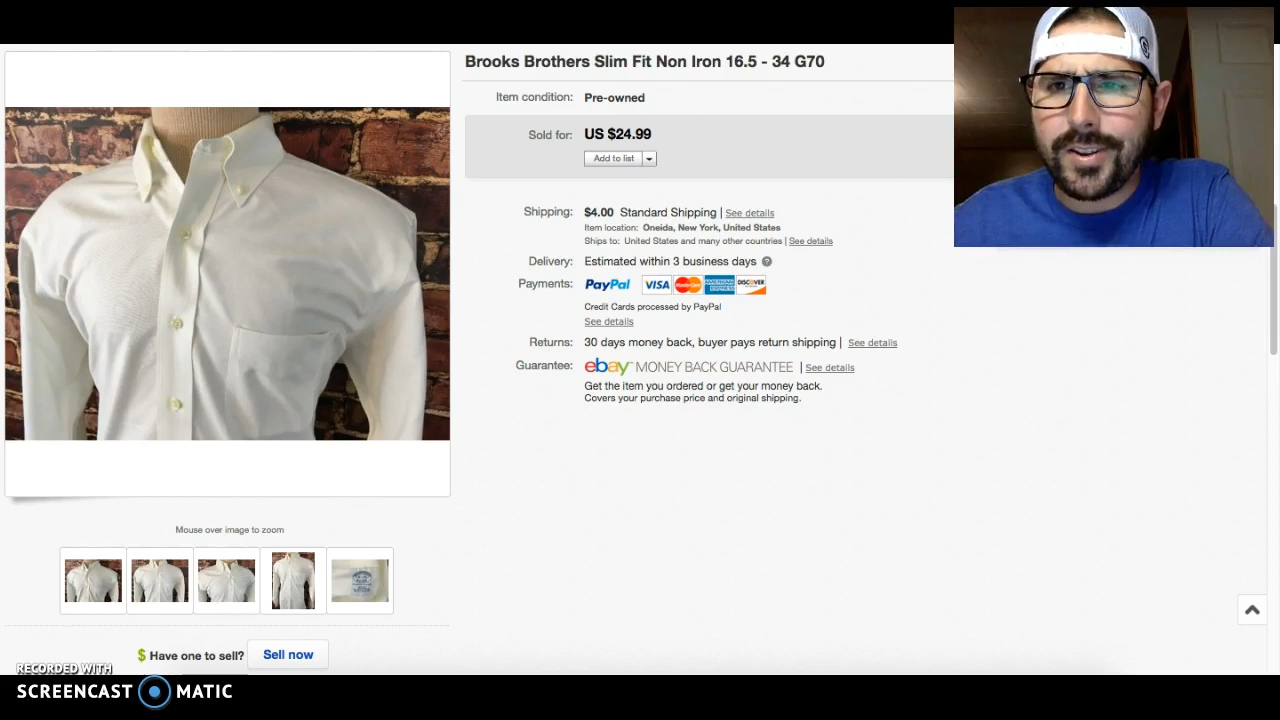 Brooks Brothers Slim Fit Non Iron 16.5 - 34 G70
Item condition: Pre-owned
Sold for: US $24.99
Add to list
Shipping: $4.00 Standard Shipping | See details
Item location: Oneida, New York, United States
Ships to: United States and many other countries | See details
Delivery: Estimated within 3 business days ?
Payments: PayPal VISA MasterCard AMERICAN EXPRESS DISCOVER
Credit Cards processed by PayPal
See details
Returns: 30 days money back, buyer pays return shipping | See details
Guarantee: ebay MONEY BACK GUARANTEE | See details
Get the item you ordered or get your money back.
Covers your purchase price and original shipping.
Mouse over image to zoom
$ Have one to sell? Sell now
RECORDED WITH
SCREENCAST MATIC